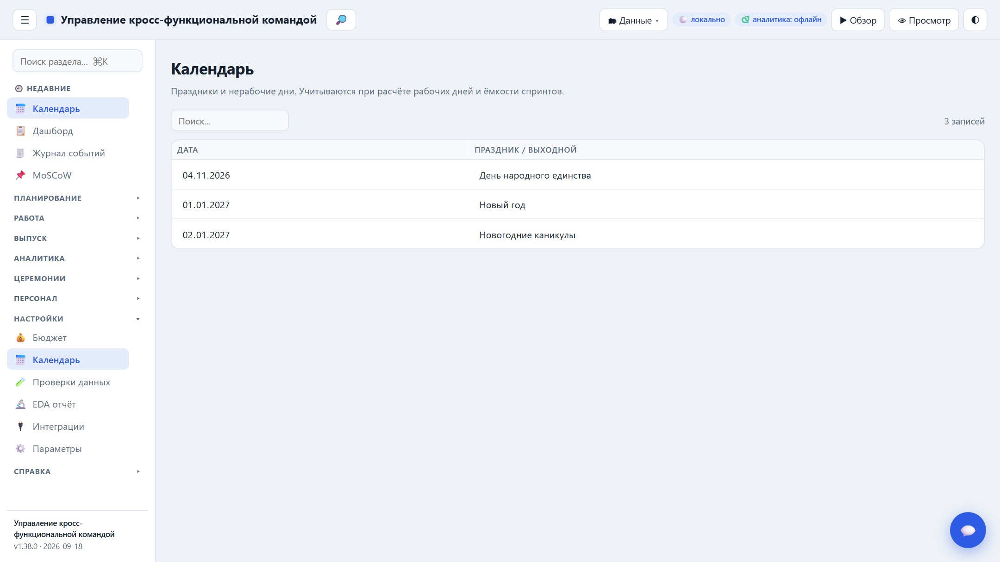 Управление кросс-функциональной командой
Данные
локально
аналитика: офлайн
Обзор
Просмотр
Поиск раздела... ⌘K
НЕДАВНИЕ
Календарь
Дашборд
Журнал событий
MoSCoW
ПЛАНИРОВАНИЕ
РАБОТА
ВЫПУСК
АНАЛИТИКА
ЦЕРЕМОНИИ
ПЕРСОНАЛ
НАСТРОЙКИ
Бюджет
Календарь
Проверки данных
EDA отчёт
Интеграции
Параметры
СПРАВКА
Управление кросс-
функциональной командой
v1.38.0 · 2026-09-18
Календарь
Праздники и нерабочие дни. Учитываются при расчёте рабочих дней и ёмкости спринтов.
Поиск...
3 записей
ДАТА ПРАЗДНИК / ВЫХОДНОЙ
04.11.2026 День народного единства
01.01.2027 Новый год
02.01.2027 Новогодние каникулы